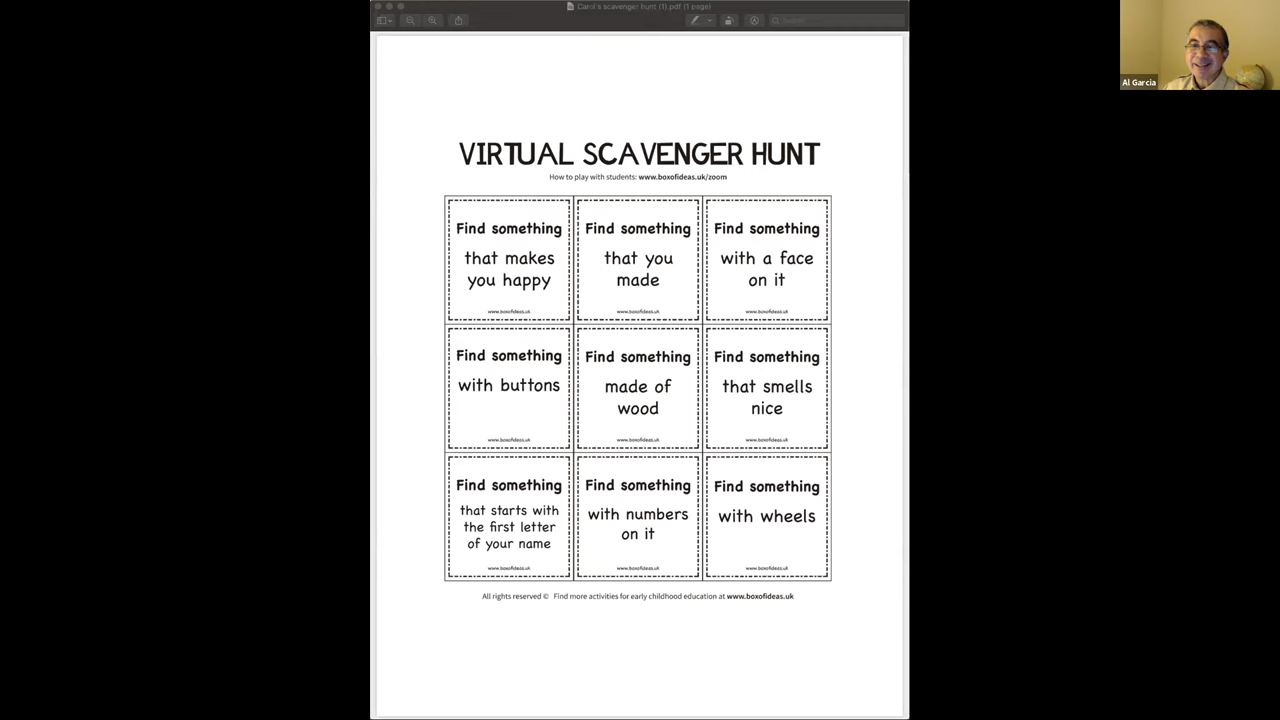 Carol's scavenger hunt (1).pdf (1 page)
Search
Al Garcia
VIRTUAL SCAVENGER HUNT
How to play with students: www.boxofideas.uk/zoom
Find something
that makes
you happy
www.boxofideas.uk
Find something
that you
made
www.boxofideas.uk
Find something
with a face
on it
www.boxofideas.uk
Find something
with buttons
www.boxofideas.uk
Find something
made of
wood
www.boxofideas.uk
Find something
that smells
nice
www.boxofideas.uk
Find something
that starts with
the first letter
of your name
www.boxofideas.uk
Find something
with numbers
on it
www.boxofideas.uk
Find something
with wheels
www.boxofideas.uk
All rights reserved © Find more activities for early childhood education at www.boxofideas.uk